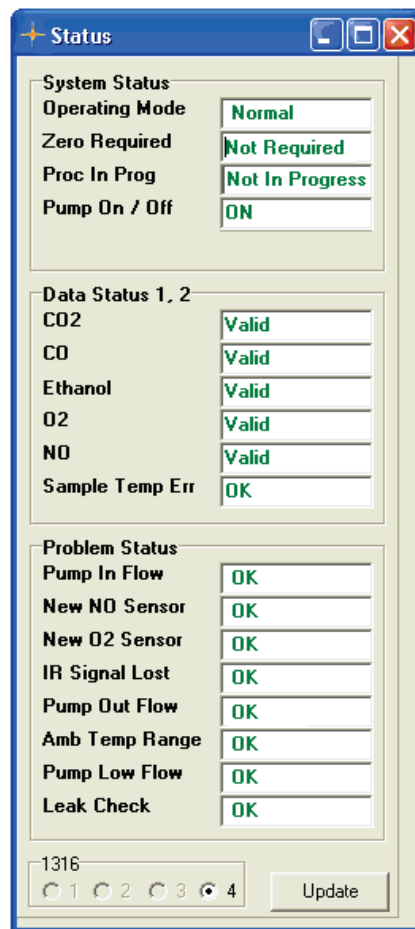 Status
System Status
Operating Mode Normal
Zero Required Not Required
Proc In Prog Not In Progress
Pump On / Off ON
Data Status 1, 2
CO2 Valid
CO Valid
Ethanol Valid
O2 Valid
NO Valid
Sample Temp Err OK
Problem Status
Pump In Flow OK
New NO Sensor OK
New O2 Sensor OK
IR Signal Lost OK
Pump Out Flow OK
Amb Temp Range OK
Pump Low Flow OK
Leak Check OK
1316
1 2 3 4 Update